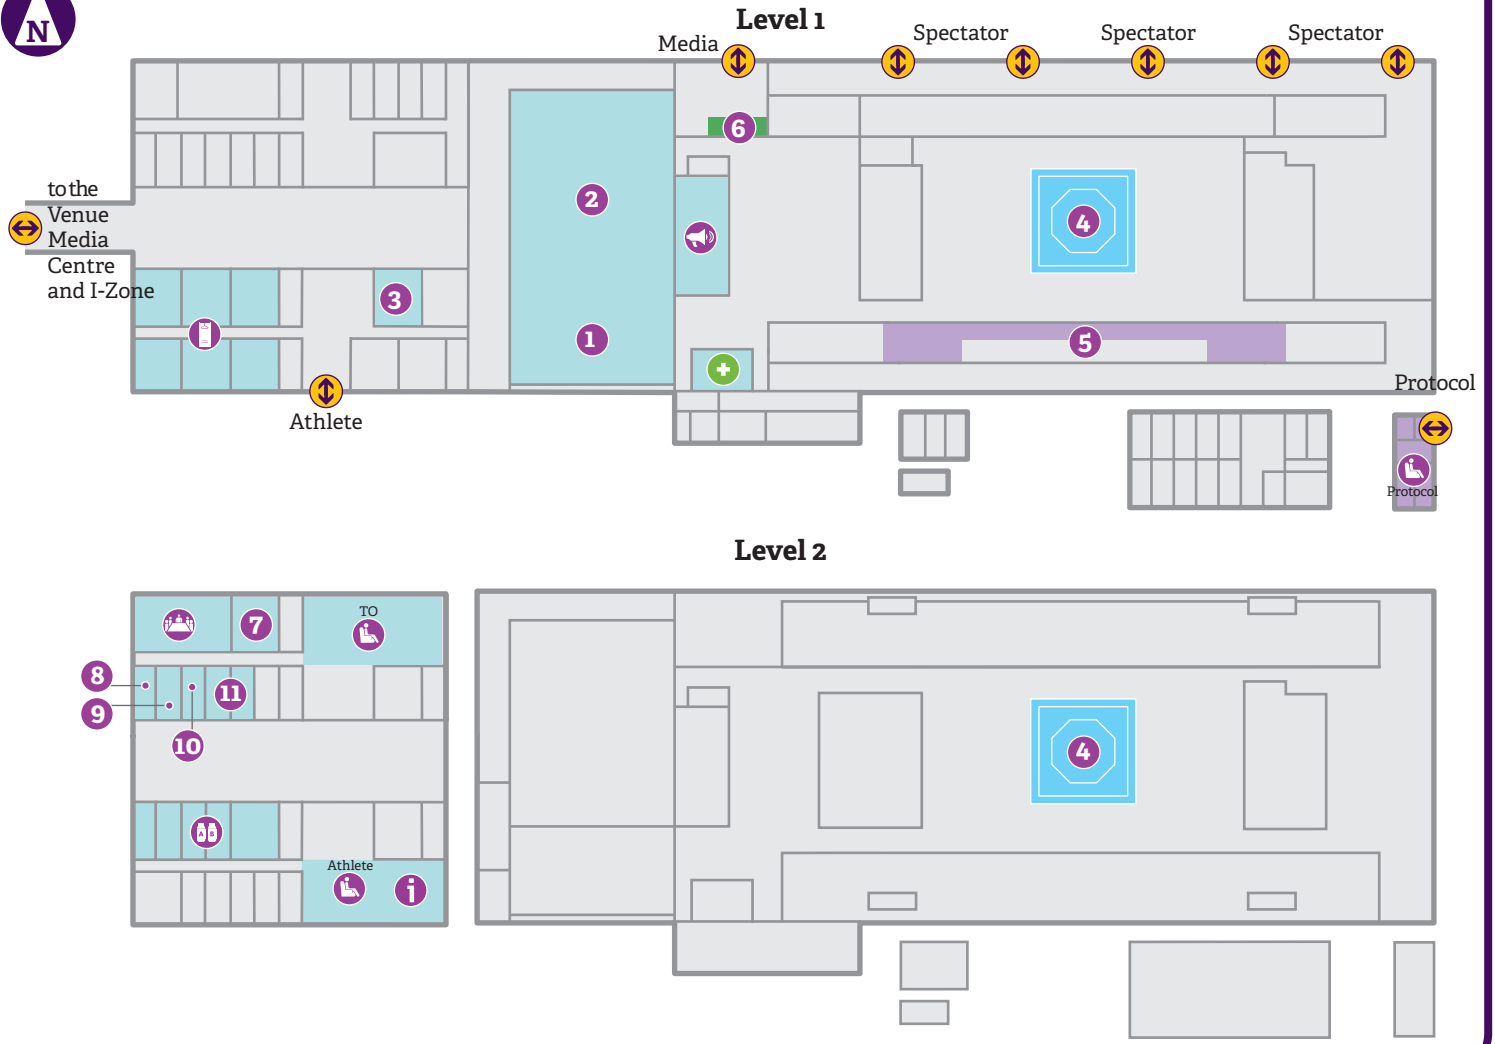 N
Level 1
Media
Spectator
Spectator
Spectator
6
to the
Venue
Media
Centre
and I-Zone
2
4
3
1
5
Athlete
Protocol
Protocol
Level 2
7
TO
8
9
11
10
4
A B
Athlete
i